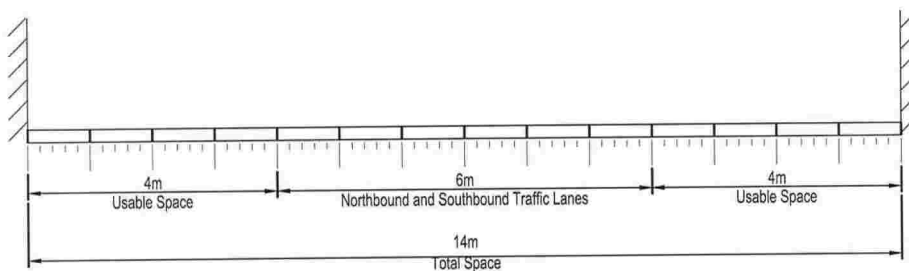 4m
Usable Space
6m
Northbound and Southbound Traffic Lanes
4m
Usable Space
14m
Total Space